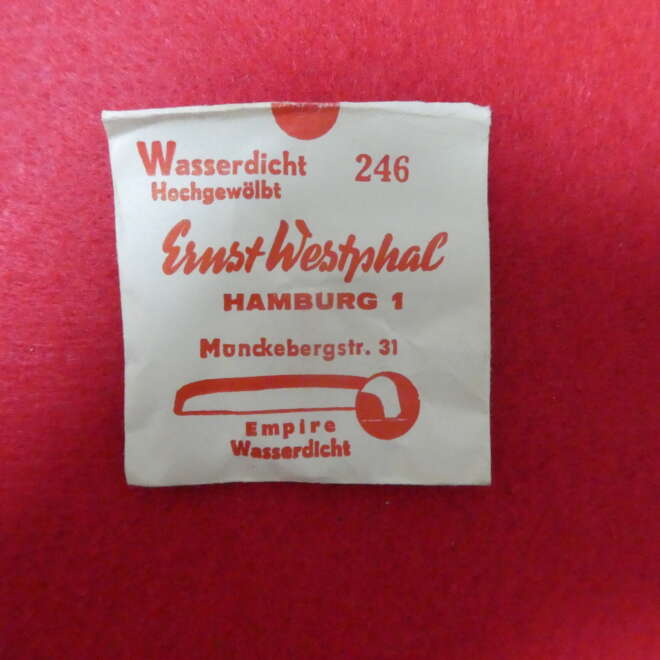 Wasserdicht 246
Hochgewölbt
Ernst Westphal
HAMBURG 1
Mönckebergstr. 31
Empire
Wasserdicht